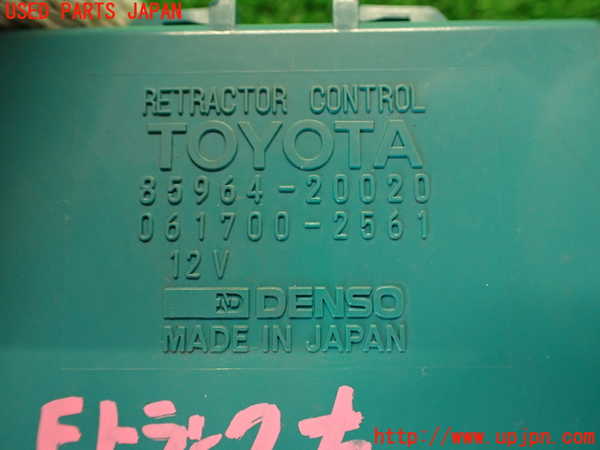 USED PARTS JAPAN
RETRACTOR CONTROL
TOYOTA
85964-20020
061700-2561
12V
ND DENSO
MADE IN JAPAN
http://www.upjpn.com/